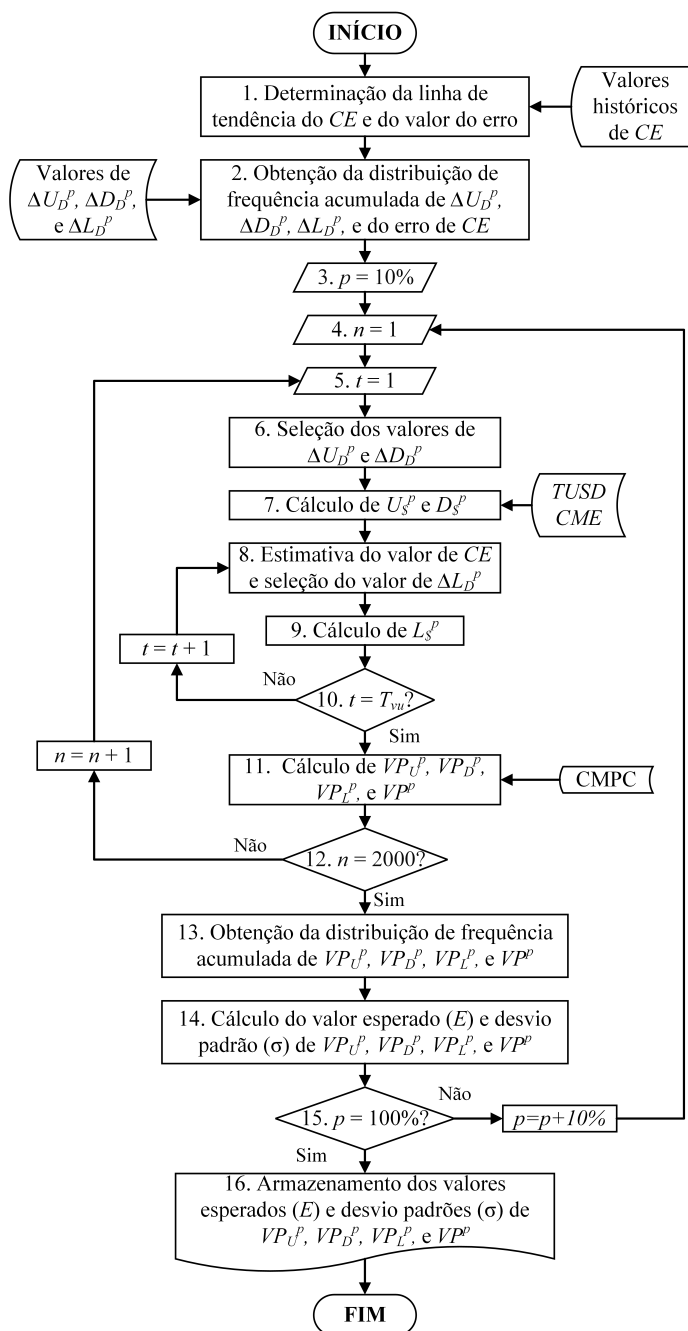 INÍCIO
1. Determinação da linha de
tendência do CE e do valor do erro
Valores
históricos
de CE
Valores de
ΔU_D^p, ΔD_D^p,
e ΔL_D^p
2. Obtenção da distribuição de
frequência acumulada de ΔU_D^p,
ΔD_D^p, ΔL_D^p, e do erro de CE
3. p = 10%
4. n = 1
5. t = 1
6. Seleção dos valores de
ΔU_D^p e ΔD_D^p
7. Cálculo de U_$^p e D_$^p
TUSD
CME
8. Estimativa do valor de CE
e seleção do valor de ΔL_D^p
9. Cálculo de L_$^p
t = t + 1
Não
10. t = T_vu?
Sim
n = n + 1
11. Cálculo de VP_U^p, VP_D^p,
VP_L^p, e VP^p
CMPC
Não
12. n = 2000?
Sim
13. Obtenção da distribuição de frequência
acumulada de VP_U^p, VP_D^p, VP_L^p, e VP^p
14. Cálculo do valor esperado (E) e desvio
padrão (σ) de VP_U^p, VP_D^p, VP_L^p, e VP^p
15. p = 100%?
Não
p=p+10%
Sim
16. Armazenamento dos valores
esperados (E) e desvio padrões (σ) de
VP_U^p, VP_D^p, VP_L^p, e VP^p
FIM